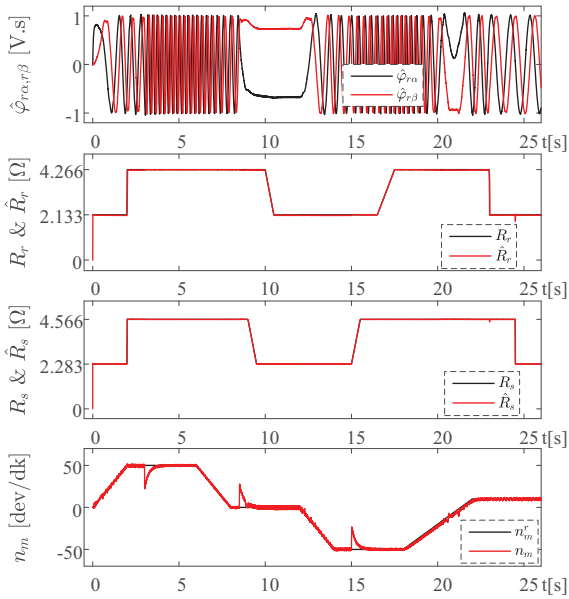 φ̂rα,rβ [V.s]
1
0
-1
φ̂rα
φ̂rβ
0 5 10 15 20 25 t[s]
Rr & R̂r [Ω]
4.266
2.133
0
Rr
R̂r
0 5 10 15 20 25 t[s]
Rs & R̂s [Ω]
4.566
2.283
0
Rs
R̂s
0 5 10 15 20 25 t[s]
nm [dev/dk]
50
0
-50
nʳm
nm
0 5 10 15 20 25 t[s]